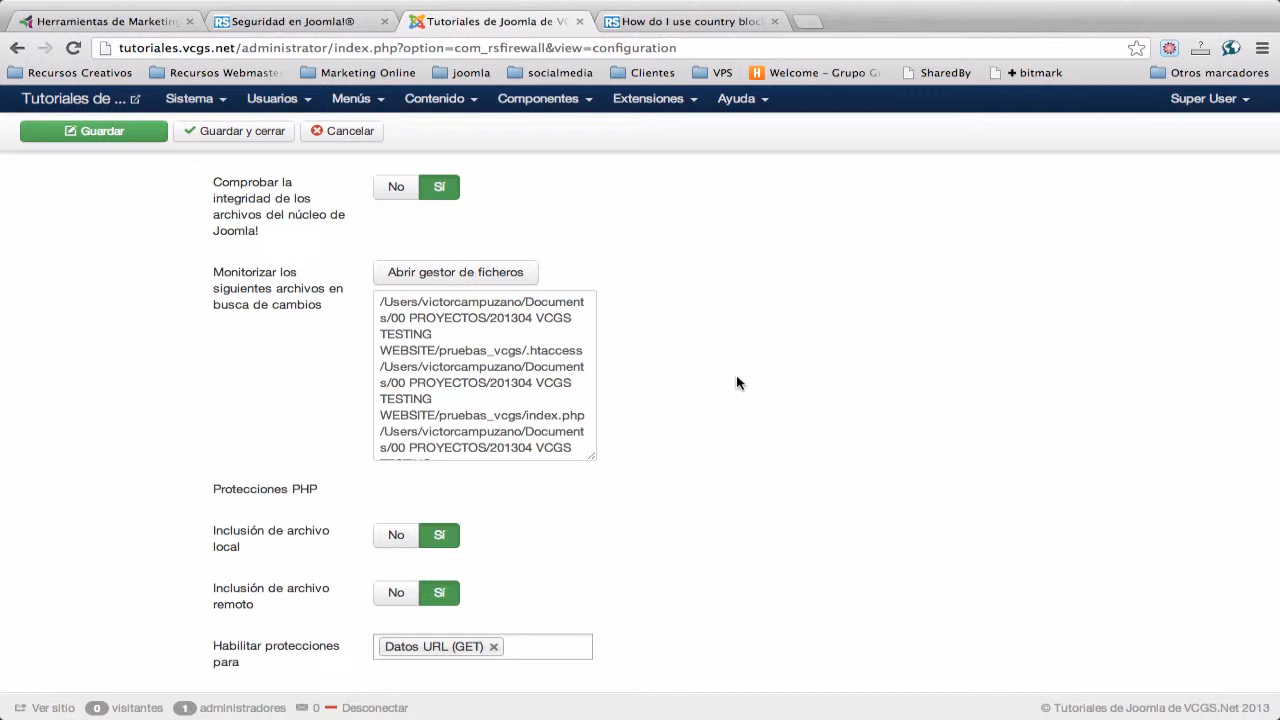 Herramientas de Marketing
Seguridad en Joomla!®
Tutoriales de Joomla de VC
How do I use country bloc
tutoriales.vcgs.net/administrator/index.php?option=com_rsfirewall&view=configuration
Recursos Creativos
Recursos Webmaste
Marketing Online
joomla
socialmedia
Clientes
VPS
Welcome – Grupo G
SharedBy
✚ bitmark
Otros marcadores
Tutoriales de ...
Sistema
Usuarios
Menús
Contenido
Componentes
Extensiones
Ayuda
Super User
Guardar
Guardar y cerrar
Cancelar
Comprobar la
integridad de los
archivos del núcleo de
Joomla!
No
Sí
Monitorizar los
siguientes archivos en
busca de cambios
Abrir gestor de ficheros
/Users/victorcampuzano/Document
s/00 PROYECTOS/201304 VCGS
TESTING
WEBSITE/pruebas_vcgs/.htaccess
/Users/victorcampuzano/Document
s/00 PROYECTOS/201304 VCGS
TESTING
WEBSITE/pruebas_vcgs/index.php
/Users/victorcampuzano/Document
s/00 PROYECTOS/201304 VCGS
Protecciones PHP
Inclusión de archivo
local
No
Sí
Inclusión de archivo
remoto
No
Sí
Habilitar protecciones
para
Datos URL (GET)
Ver sitio
0
visitantes
1
administradores
0
Desconectar
© Tutoriales de Joomla de VCGS.Net 2013